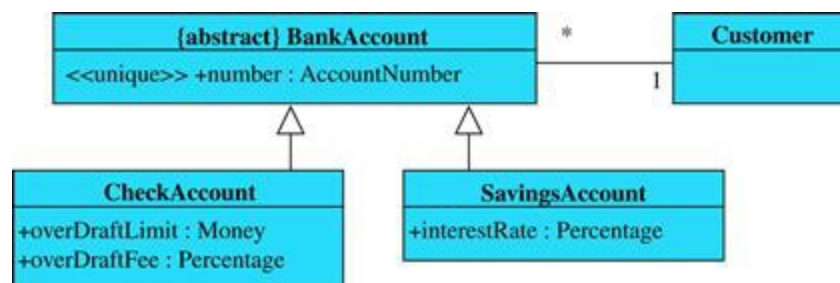 {abstract} BankAccount
<<unique>> +number : AccountNumber
*
1
Customer
CheckAccount
+overDraftLimit : Money
+overDraftFee : Percentage
SavingsAccount
+interestRate : Percentage